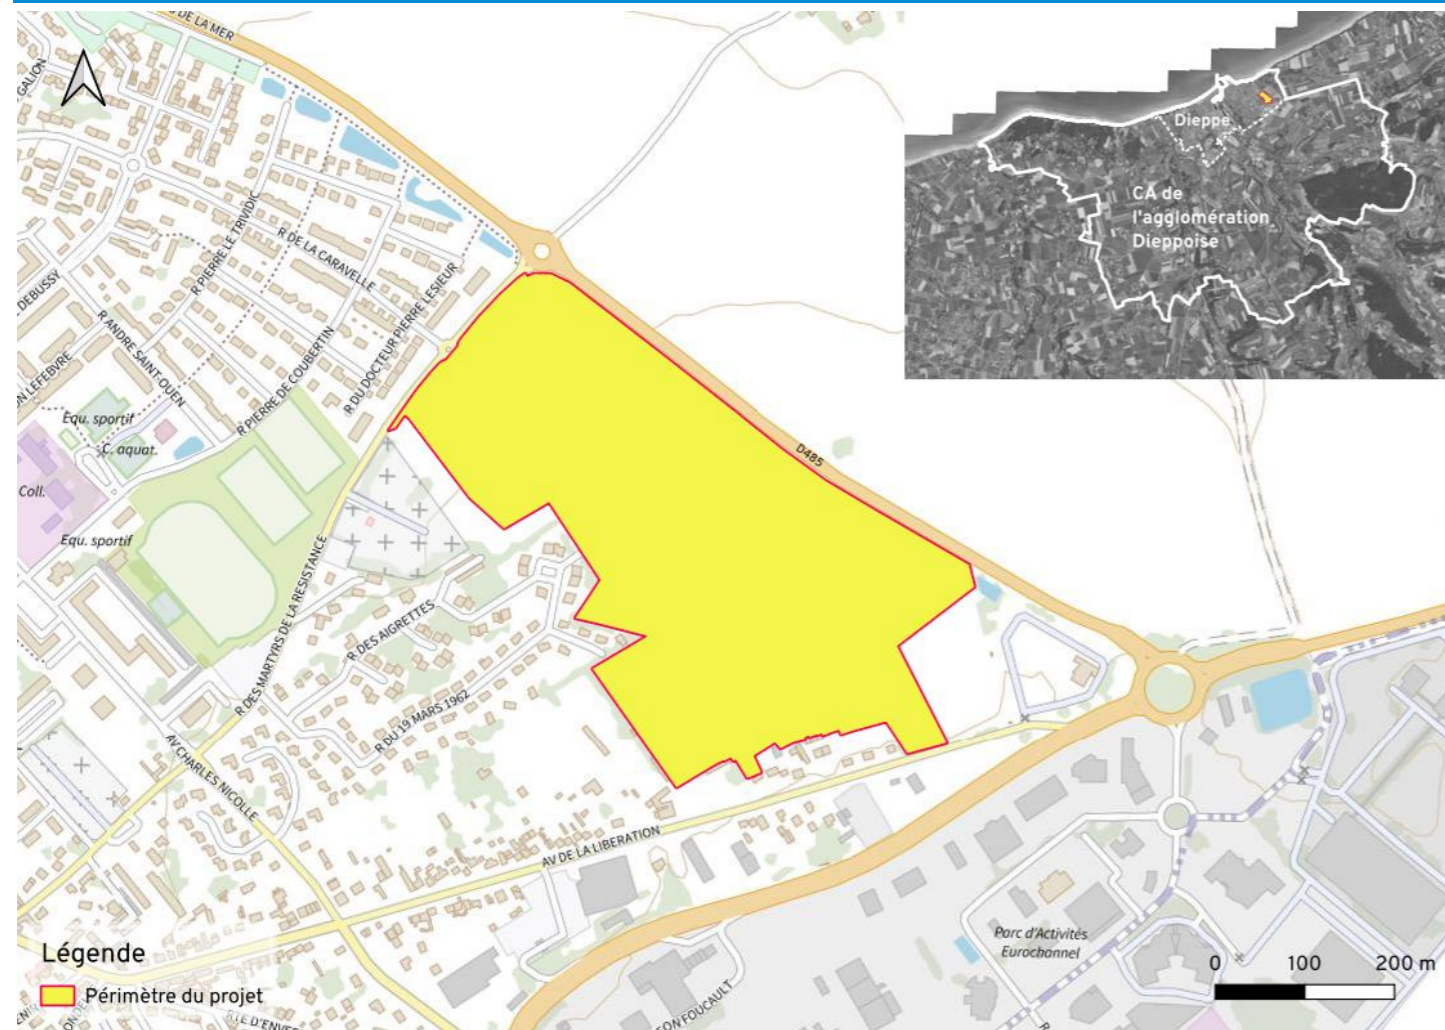 DE LA MER
GALION
Dieppe
CA de
l'agglomération
Dieppoise
R PIERRE LE TRIVIDIC
R DE LA CARAVELLE
DEBUSSY
R ANDRE SAINT-OUEN
R PIERRE DE COUBERTIN
R DU DOCTEUR PIERRE LESIEUR
LEFEBVRE
Equ. sportif
C. aquat.
D485
Coll.
Equ. sportif
R DES MARTYRS DE LA RESISTANCE
R DES AIGRETTES
R DU 19 MARS 1962
AV CHARLES NICOLLE
AV DE LA LIBERATION
Parc d'Activités
Eurochannel
Légende
Périmètre du projet
0 100 200 m
SON FOUCAULT